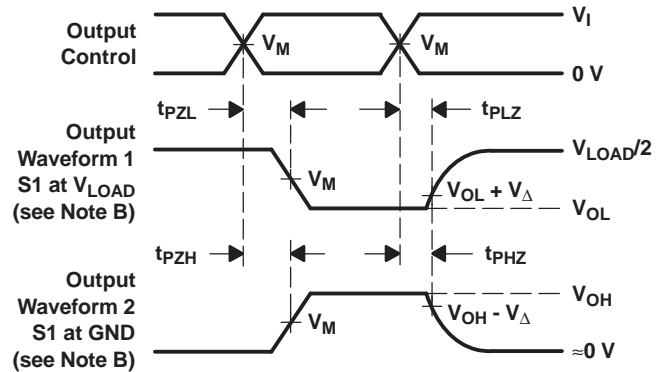 Output
Control
V_I
V_M
V_M
0 V
t_PZL
t_PLZ
Output
Waveform 1
S1 at V_LOAD
(see Note B)
V_LOAD/2
V_M
V_OL + V_Δ
V_OL
t_PZH
t_PHZ
Output
Waveform 2
S1 at GND
(see Note B)
V_OH
V_M
V_OH - V_Δ
≈0 V